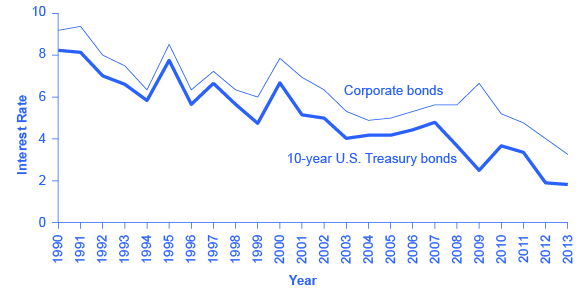 10
8
6
4
2
0
Interest Rate
Corporate bonds
10-year U.S. Treasury bonds
1990 1991 1992 1993 1994 1995 1996 1997 1998 1999 2000 2001 2002 2003 2004 2005 2006 2007 2008 2009 2010 2011 2012 2013
Year